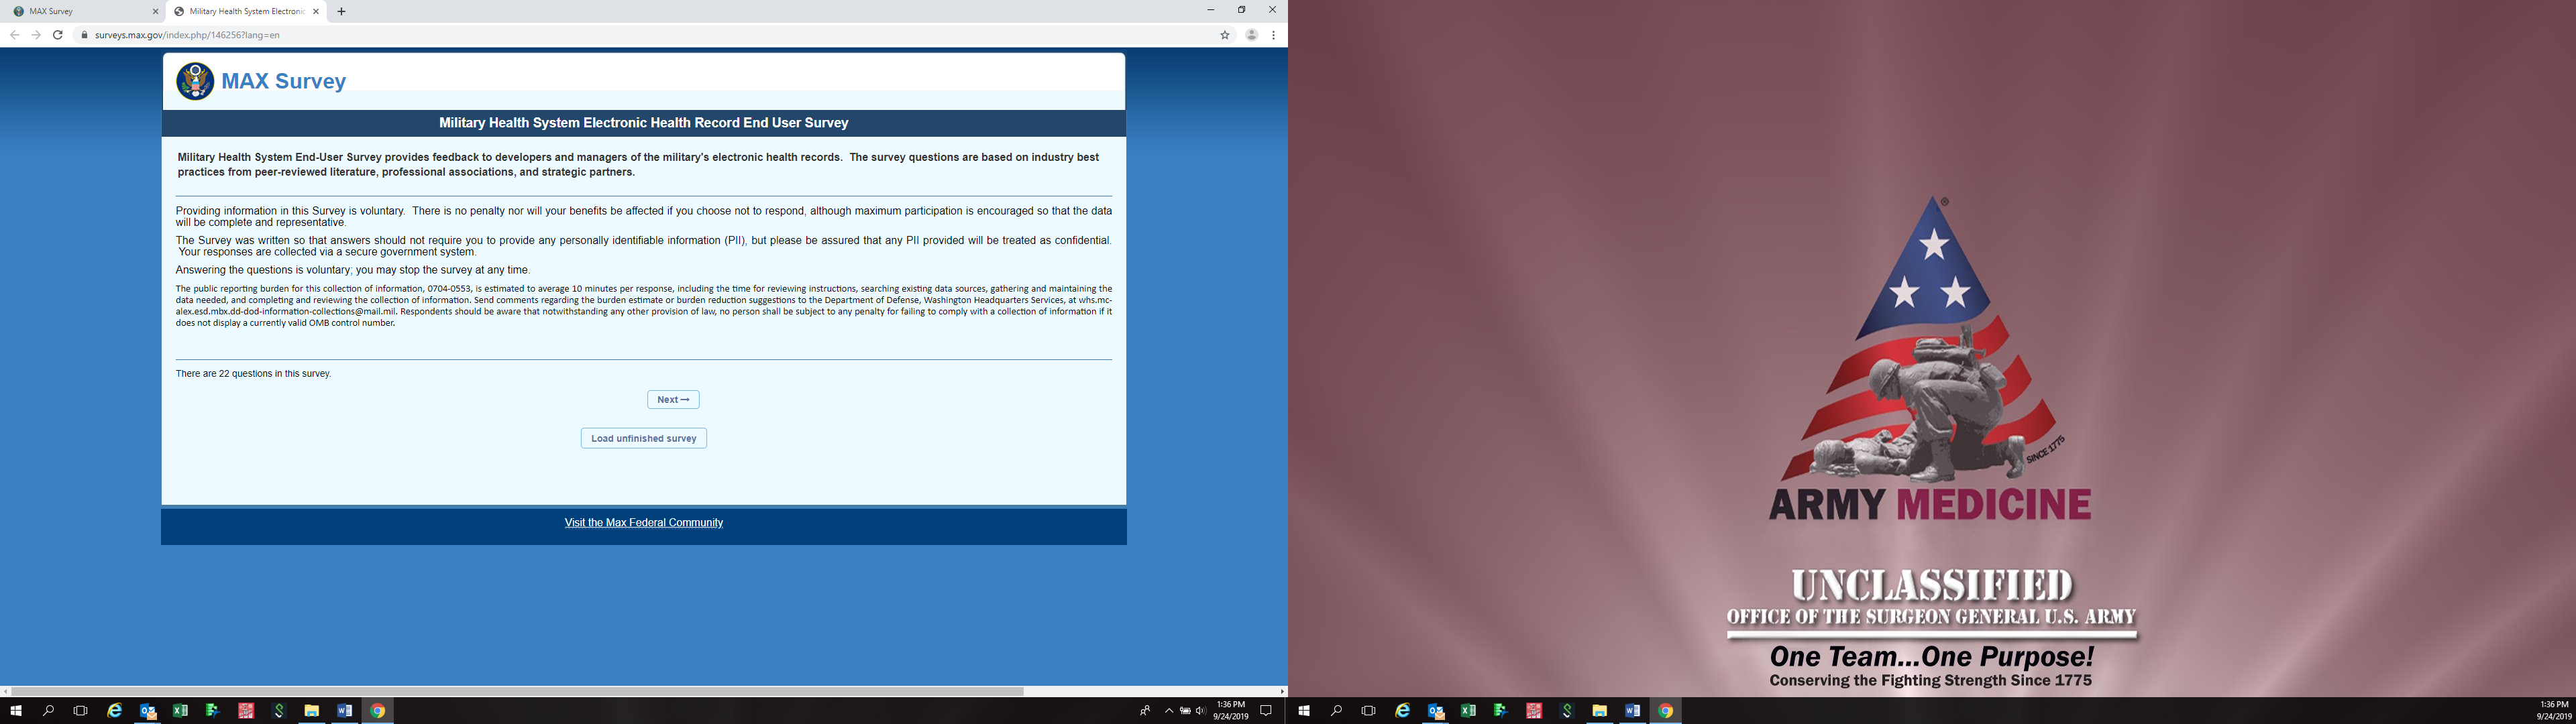 MAX Survey
Military Health System Electronic
surveys.max.gov/index.php/146256?lang=en
MAX Survey
Military Health System Electronic Health Record End User Survey
Military Health System End-User Survey provides feedback to developers and managers of the military's electronic health records.  The survey questions are based on industry best
practices from peer-reviewed literature, professional associations, and strategic partners.
Providing information in this Survey is voluntary.  There is no penalty nor will your benefits be affected if you choose not to respond, although maximum participation is encouraged so that the data
will be complete and representative.
The Survey was written so that answers should not require you to provide any personally identifiable information (PII), but please be assured that any PII provided will be treated as confidential.
Your responses are collected via a secure government system.
Answering the questions is voluntary; you may stop the survey at any time.
The public reporting burden for this collection of information, 0704-0553, is estimated to average 10 minutes per response, including the time for reviewing instructions, searching existing data sources, gathering and maintaining the
data needed, and completing and reviewing the collection of information. Send comments regarding the burden estimate or burden reduction suggestions to the Department of Defense, Washington Headquarters Services, at whs.mc-
alex.esd.mbx.dd-dod-information-collections@mail.mil. Respondents should be aware that notwithstanding any other provision of law, no person shall be subject to any penalty for failing to comply with a collection of information if it
does not display a currently valid OMB control number.
There are 22 questions in this survey.
Next
Load unfinished survey
Visit the Max Federal Community
1:36 PM
9/24/2019
®
SINCE 1775
ARMY MEDICINE
UNCLASSIFIED
OFFICE OF THE SURGEON GENERAL U.S. ARMY
One Team...One Purpose!
Conserving the Fighting Strength Since 1775
1:36 PM
9/24/2019